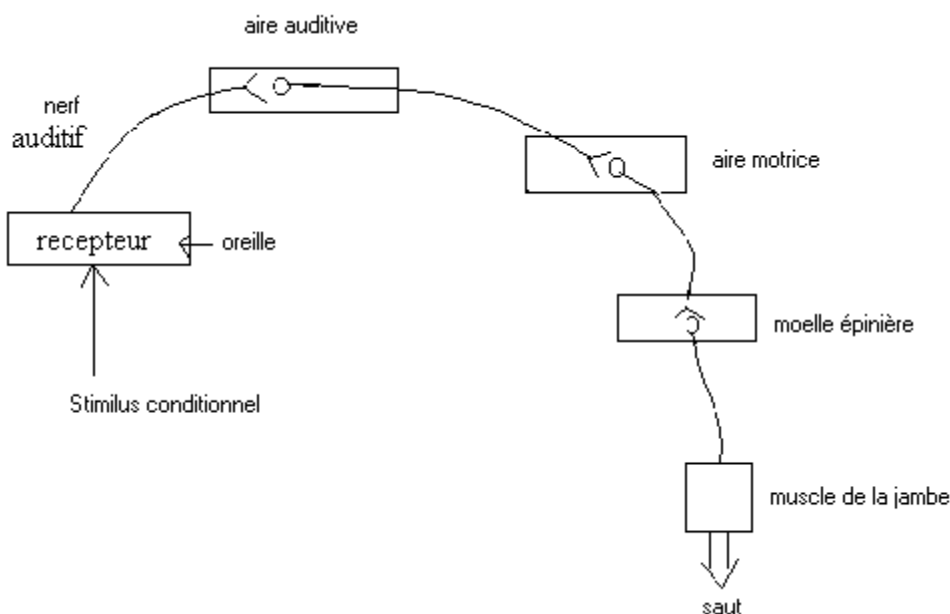 aire auditive
nerf
auditif
aire motrice
recepteur
oreille
moelle épinière
Stimilus conditionnel
muscle de la jambe
saut